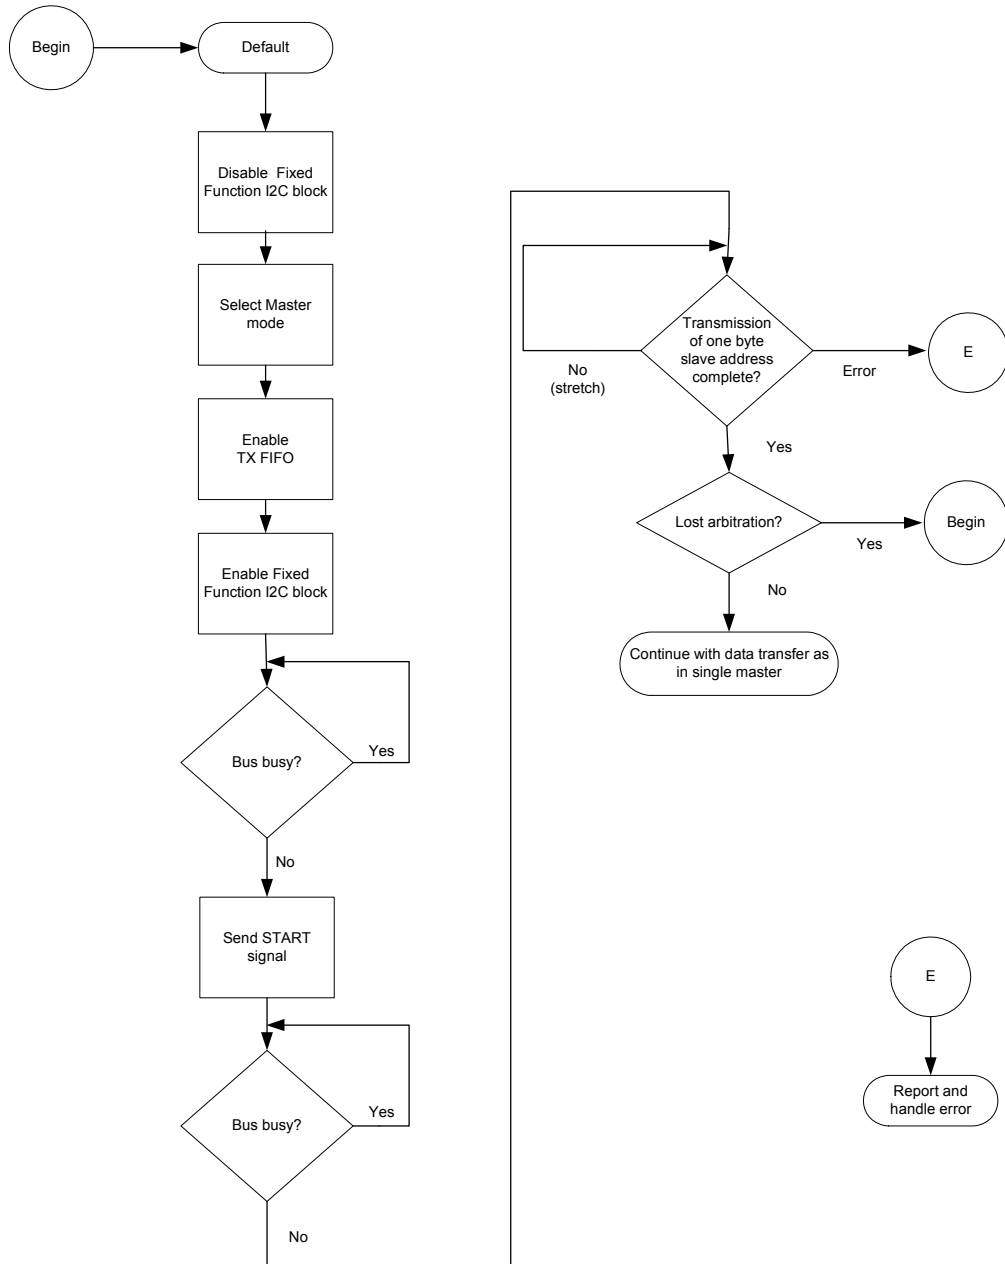 Begin
Default
Disable Fixed
Function I2C block
Select Master
mode
Enable
TX FIFO
Enable Fixed
Function I2C block
Bus busy?
Yes
No
Send START
signal
Bus busy?
Yes
No
Transmission
of one byte
slave address
complete?
No
(stretch)
Error
E
Yes
Lost arbitration?
Yes
Begin
No
Continue with data transfer as
in single master
E
Report and
handle error